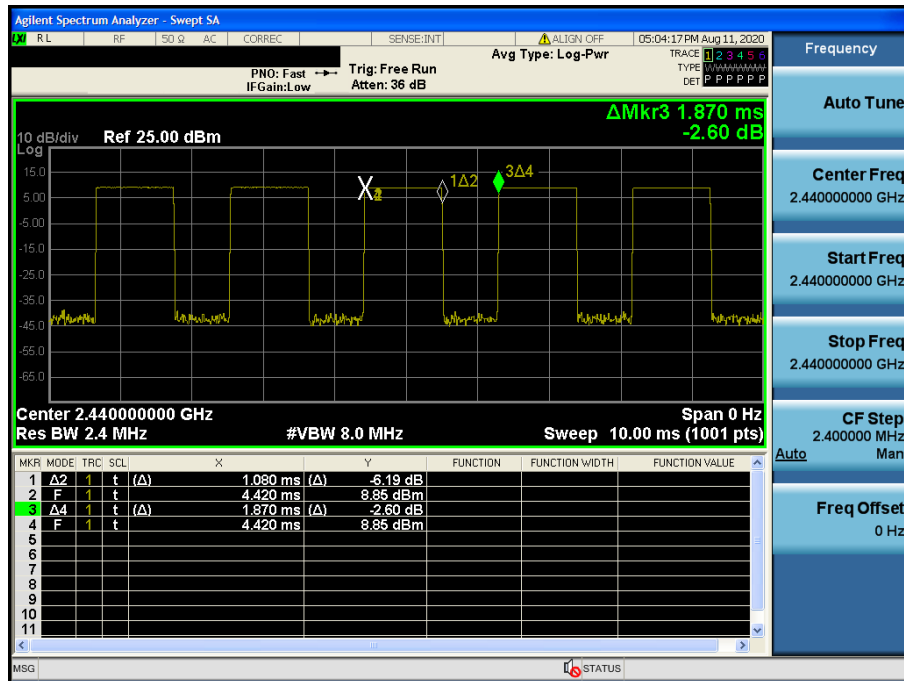 Agilent Spectrum Analyzer - Swept SA
LXI RL RF 50 Ω AC CORREC SENSE:INT ALIGN OFF 05:04:17 PM Aug 11, 2020
PNO: Fast IFGain:Low
Trig: Free Run
Atten: 36 dB
Avg Type: Log-Pwr
TRACE 1 2 3 4 5 6
TYPE WWWWWW
DET P P P P P P
ΔMkr3 1.870 ms
-2.60 dB
10 dB/div Ref 25.00 dBm
Log
15.0
5.00
-5.00
-15.0
-25.0
-35.0
-45.0
-55.0
-65.0
X 2 1Δ2 3Δ4
Center 2.440000000 GHz Span 0 Hz
Res BW 2.4 MHz #VBW 8.0 MHz Sweep 10.00 ms (1001 pts)
MKR MODE TRC SCL X Y FUNCTION FUNCTION WIDTH FUNCTION VALUE
1 Δ2 1 t (Δ) 1.080 ms (Δ) -6.19 dB
2 F 1 t 4.420 ms 8.85 dBm
3 Δ4 1 t (Δ) 1.870 ms (Δ) -2.60 dB
4 F 1 t 4.420 ms 8.85 dBm
5
6
7
8
9
10
11
MSG STATUS
Frequency
Auto Tune
Center Freq
2.440000000 GHz
Start Freq
2.440000000 GHz
Stop Freq
2.440000000 GHz
CF Step
2.400000 MHz
Auto Man
Freq Offset
0 Hz